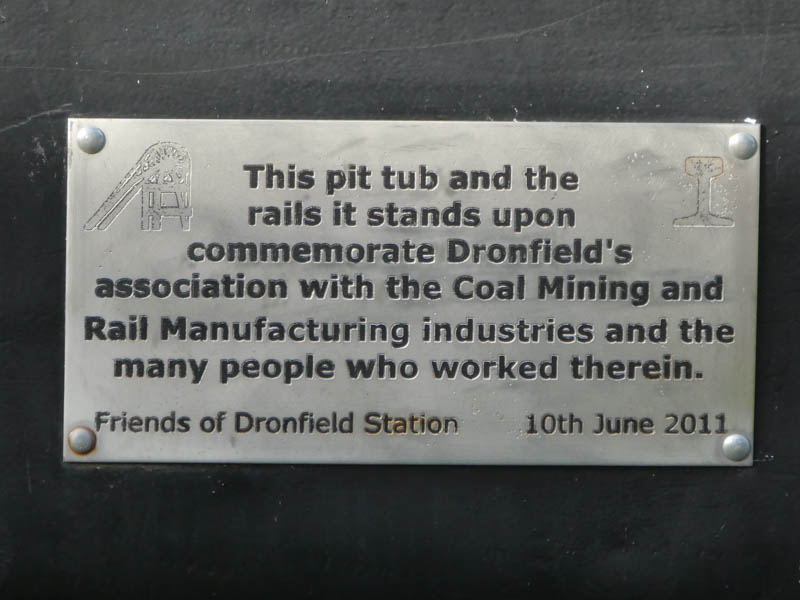 This pit tub and the
rails it stands upon
commemorate Dronfield's
association with the Coal Mining and
Rail Manufacturing industries and the
many people who worked therein.
Friends of Dronfield Station 10th June 2011